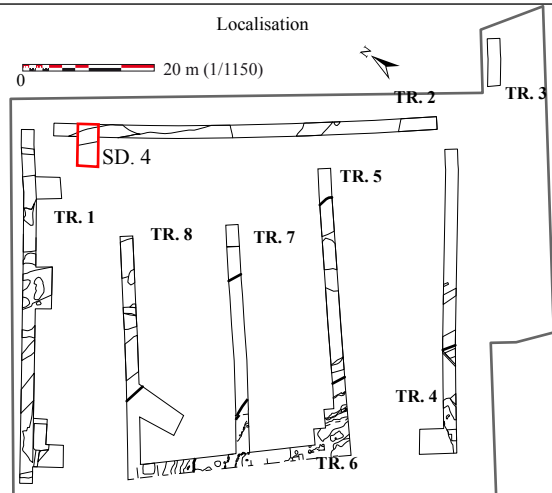 Localisation
N
20 m (1/1150)
0
TR. 2
TR. 3
SD. 4
TR. 5
TR. 1
TR. 8
TR. 7
TR. 4
TR. 6